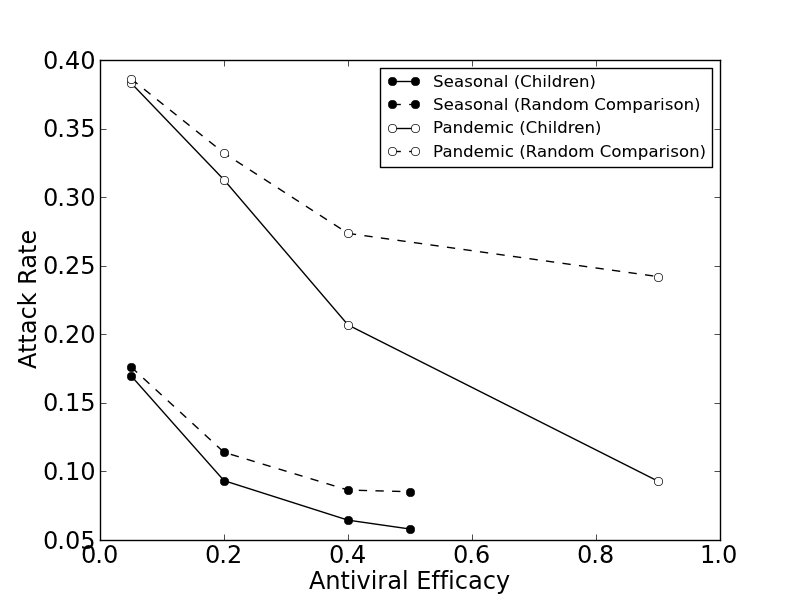 Seasonal (Children)
Seasonal (Random Comparison)
Pandemic (Children)
Pandemic (Random Comparison)
0.40
0.35
0.30
0.25
0.20
0.15
0.10
0.05
Attack Rate
0.0 0.2 0.4 0.6 0.8 1.0
Antiviral Efficacy